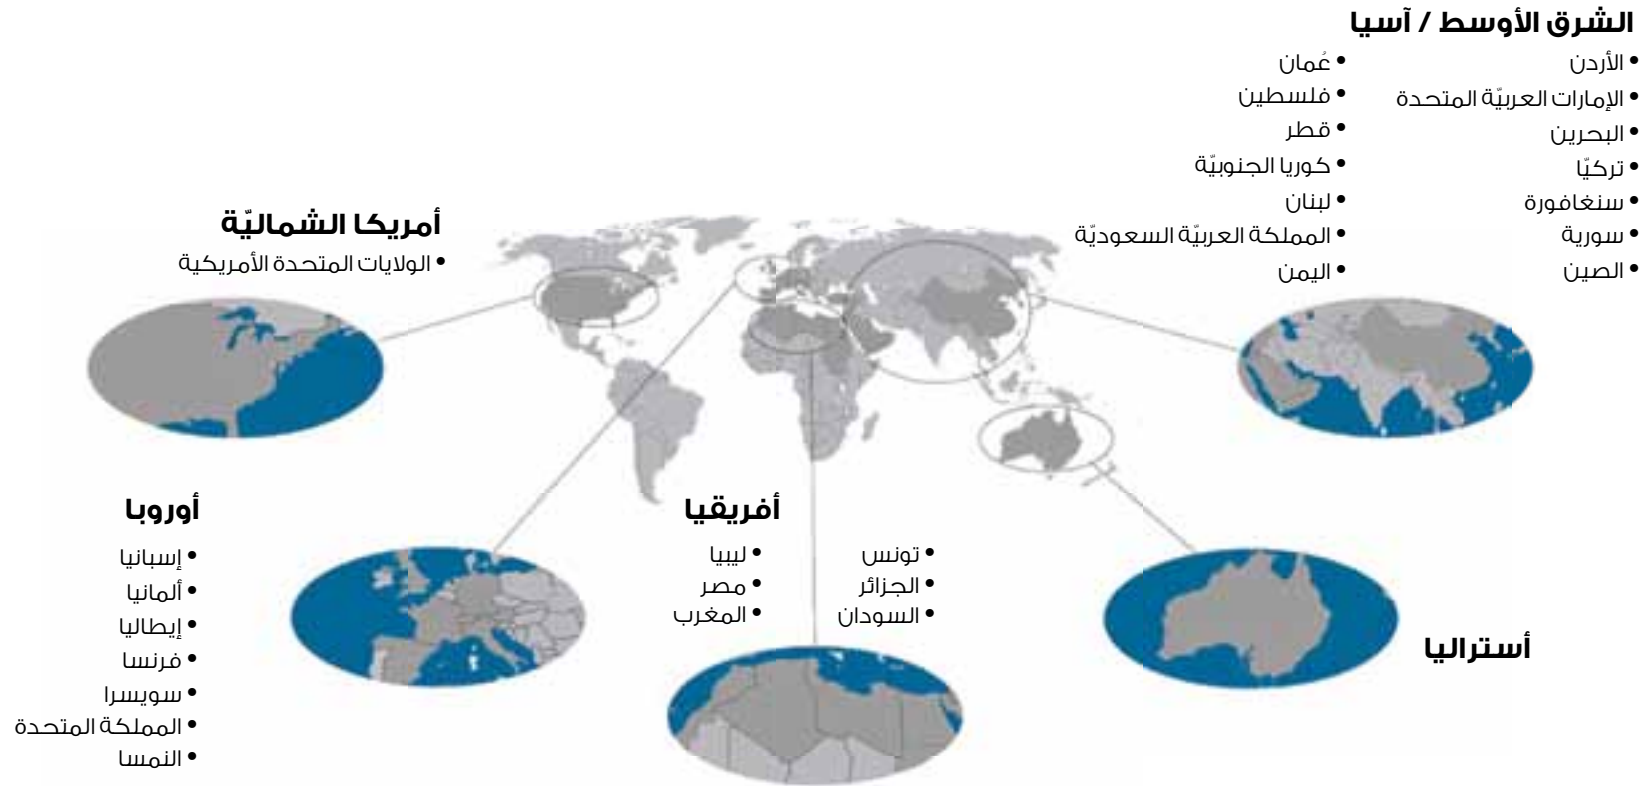 الشرق الأوسط / آسيا
• الأردن
• الإمارات العربيّة المتحدة
• البحرين
• تركيّا
• سنغافورة
• سورية
• الصين
• عُمان
• فلسطين
• قطر
• كوريا الجنوبيّة
• لبنان
• المملكة العربيّة السعوديّة
• اليمن
أمريكا الشماليّة
• الولايات المتحدة الأمريكية
أستراليا
أفريقيا
• تونس
• الجزائر
• السودان
• ليبيا
• مصر
• المغرب
أوروبا
• إسبانيا
• ألمانيا
• إيطاليا
• فرنسا
• سويسرا
• المملكة المتحدة
• النمسا